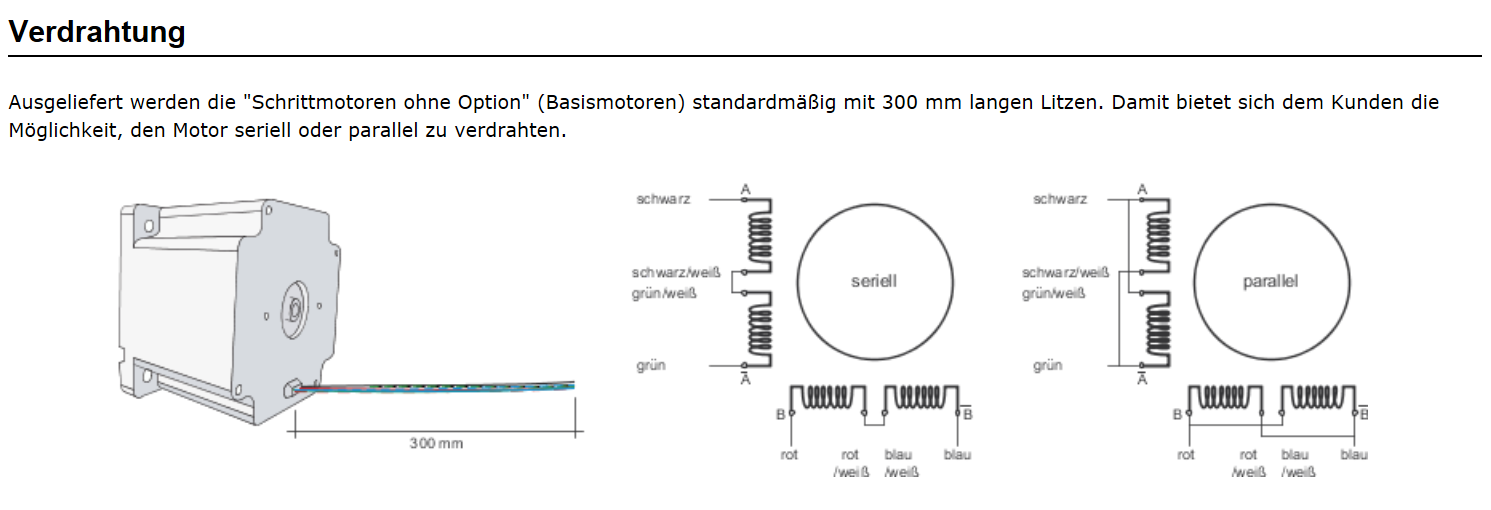 Verdrahtung
Ausgeliefert werden die "Schrittmotoren ohne Option" (Basismotoren) standardmäßig mit 300 mm langen Litzen. Damit bietet sich dem Kunden die
Möglichkeit, den Motor seriell oder parallel zu verdrahten.
300 mm
A
schwarz
schwarz/weiß
grün/weiß
grün
A̅
seriell
B
B̅
rot
rot
/weiß
blau
/weiß
blau
A
schwarz
schwarz/weiß
grün/weiß
grün
A̅
parallel
B
B̅
rot
rot
/weiß
blau
/weiß
blau